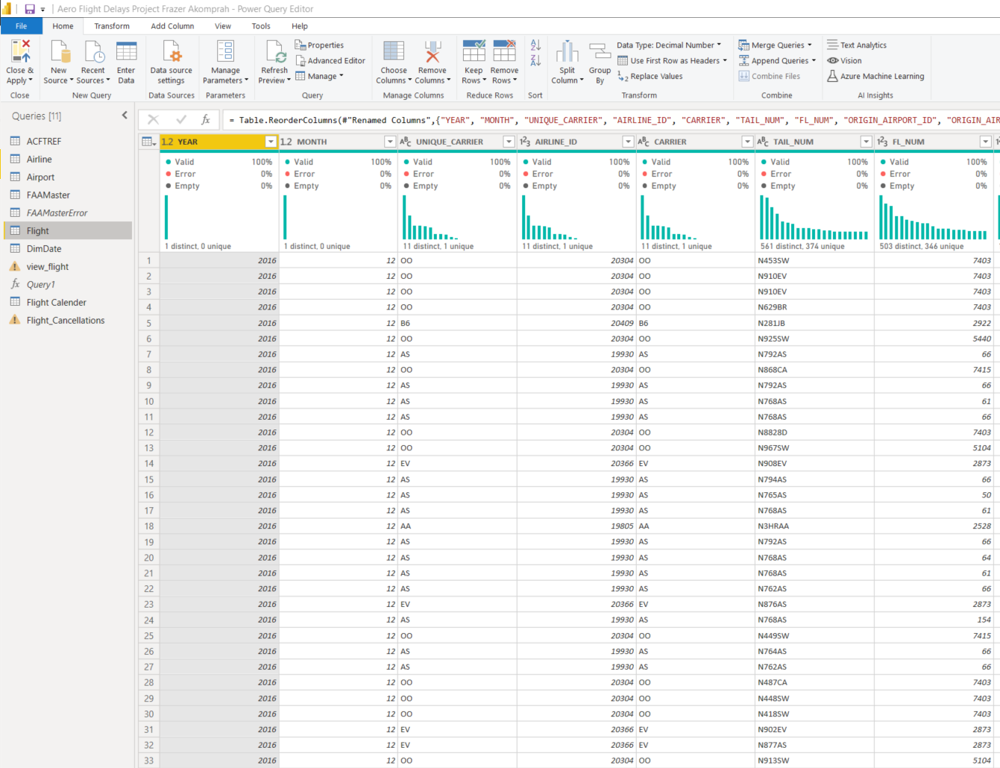 Aero Flight Delays Project Frazer Akomprah - Power Query Editor
File Home Transform Add Column View Tools Help
Close & Apply
Close
New Source
Recent Sources
Enter Data
New Query
Data source settings
Data Sources
Manage Parameters
Parameters
Refresh Preview
Properties
Advanced Editor
Manage
Query
Choose Columns
Remove Columns
Manage Columns
Keep Rows
Remove Rows
Reduce Rows
Sort
Split Column
Group By
Data Type: Decimal Number
Use First Row as Headers
Replace Values
Transform
Merge Queries
Append Queries
Combine Files
Combine
Text Analytics
Vision
Azure Machine Learning
AI Insights
Queries [11]
ACFTREF
Airline
Airport
FAAMaster
FAAMasterError
Flight
DimDate
view_flight
Query1
Flight Calender
Flight_Cancellations
fx = Table.ReorderColumns(#"Renamed Columns",{"YEAR", "MONTH", "UNIQUE_CARRIER", "AIRLINE_ID", "CARRIER", "TAIL_NUM", "FL_NUM", "ORIGIN_AIRPORT_ID", "ORIGIN_AIR
1.2 YEAR 1.2 MONTH ABC UNIQUE_CARRIER 123 AIRLINE_ID ABC CARRIER ABC TAIL_NUM 123 FL_NUM
Valid 100% Valid 100% Valid 100% Valid 100% Valid 100% Valid 100% Valid 100%
Error 0% Error 0% Error 0% Error 0% Error 0% Error 0% Error 0%
Empty 0% Empty 0% Empty 0% Empty 0% Empty 0% Empty 0% Empty 0%
1 distinct, 0 unique 1 distinct, 0 unique 11 distinct, 1 unique 11 distinct, 1 unique 11 distinct, 1 unique 561 distinct, 374 unique 503 distinct, 346 unique
1 2016 12 OO 20304 OO N453SW 7403
2 2016 12 OO 20304 OO N910EV 7403
3 2016 12 OO 20304 OO N910EV 7403
4 2016 12 OO 20304 OO N629BR 7403
5 2016 12 B6 20409 B6 N281JB 2922
6 2016 12 OO 20304 OO N925SW 5440
7 2016 12 AS 19930 AS N792AS 66
8 2016 12 OO 20304 OO N868CA 7415
9 2016 12 AS 19930 AS N792AS 66
10 2016 12 AS 19930 AS N768AS 61
11 2016 12 AS 19930 AS N768AS 66
12 2016 12 OO 20304 OO N8828D 7403
13 2016 12 OO 20304 OO N967SW 5104
14 2016 12 EV 20366 EV N908EV 2873
15 2016 12 AS 19930 AS N794AS 66
16 2016 12 AS 19930 AS N765AS 50
17 2016 12 AS 19930 AS N768AS 61
18 2016 12 AA 19805 AA N3HRAA 2528
19 2016 12 AS 19930 AS N792AS 66
20 2016 12 AS 19930 AS N768AS 64
21 2016 12 AS 19930 AS N768AS 61
22 2016 12 AS 19930 AS N762AS 66
23 2016 12 EV 20366 EV N876AS 2873
24 2016 12 AS 19930 AS N768AS 154
25 2016 12 OO 20304 OO N449SW 7415
26 2016 12 AS 19930 AS N764AS 66
27 2016 12 AS 19930 AS N762AS 66
28 2016 12 OO 20304 OO N487CA 7403
29 2016 12 OO 20304 OO N448SW 7403
30 2016 12 OO 20304 OO N418SW 7403
31 2016 12 EV 20366 EV N902EV 2873
32 2016 12 EV 20366 EV N877AS 2873
33 2016 12 OO 20304 OO N913SW 5104